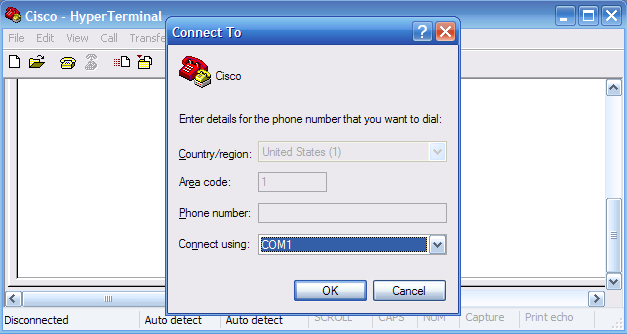 Cisco - HyperTerminal
Connect To
File Edit View Call Transfe
Cisco
Enter details for the phone number that you want to dial:
Country/region: United States (1)
Area code: 1
Phone number:
Connect using: COM1
OK Cancel
Disconnected Auto detect Auto detect SCROLL CAPS NUM Capture Print echo